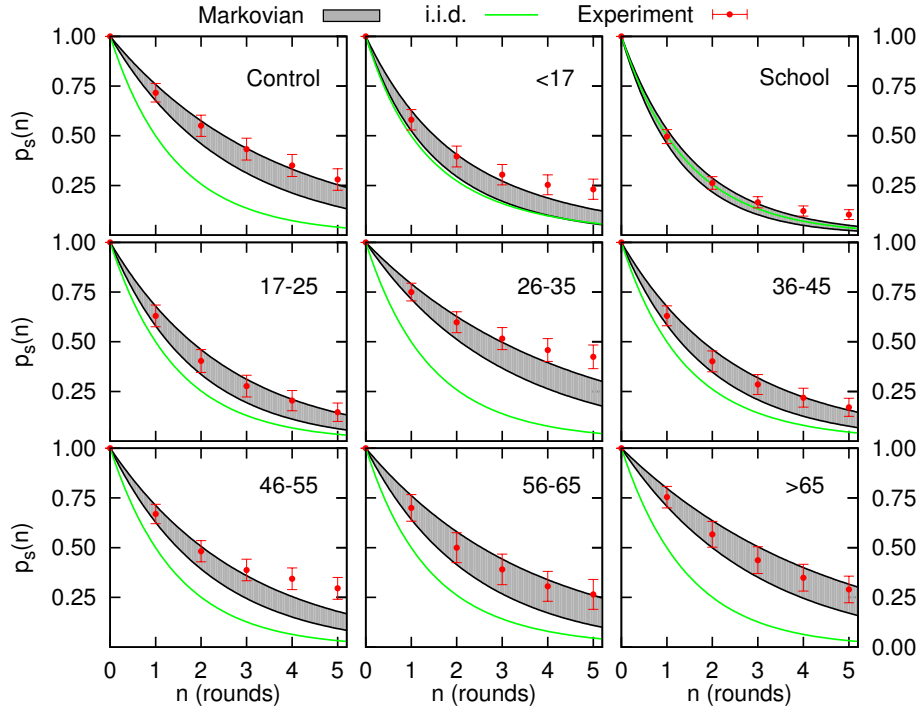 Markovian i.i.d. Experiment
1.00 1.00
Control <17 School
0.75 0.75
pₛ(n)
0.50 0.50
0.25 0.25
1.00 1.00
17-25 26-35 36-45
0.75 0.75
pₛ(n)
0.50 0.50
0.25 0.25
1.00 1.00
46-55 56-65 >65
0.75 0.75
pₛ(n)
0.50 0.50
0.25 0.25
0.00
0 1 2 3 4 5 0 1 2 3 4 5 0 1 2 3 4 5
n (rounds) n (rounds) n (rounds)